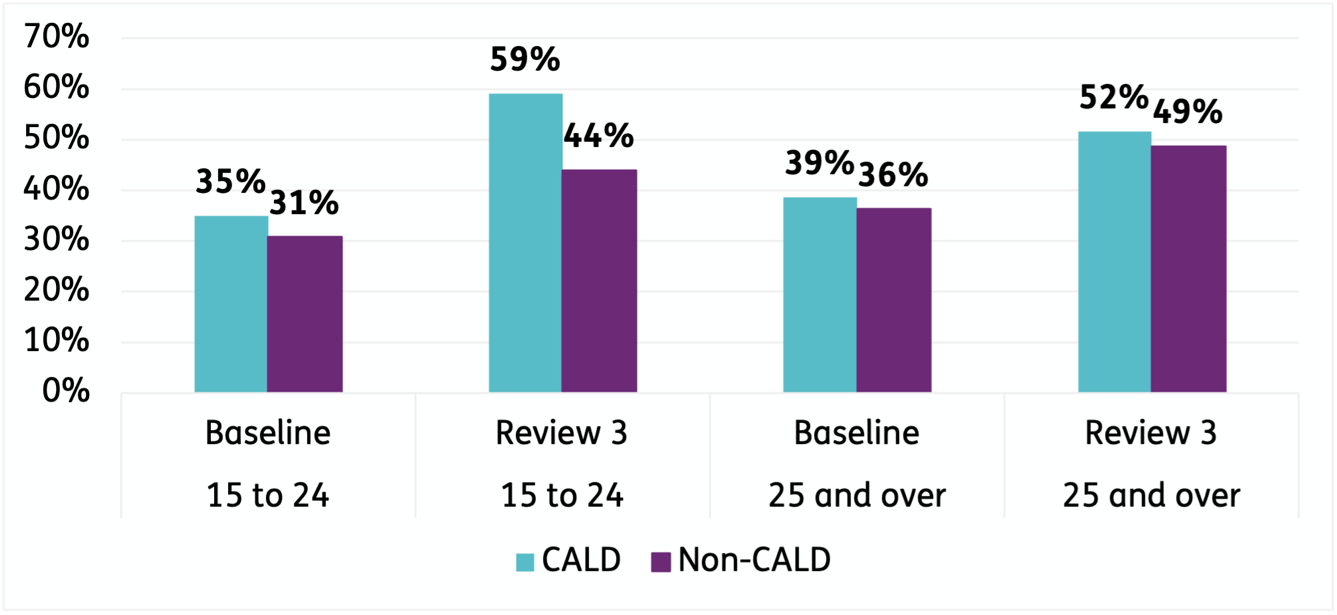 70%
60%
50%
40%
30%
20%
10%
0%
35%
31%
59%
44%
39%
36%
52%
49%
Baseline
Review 3
Baseline
Review 3
15 to 24
15 to 24
25 and over
25 and over
CALD
Non-CALD